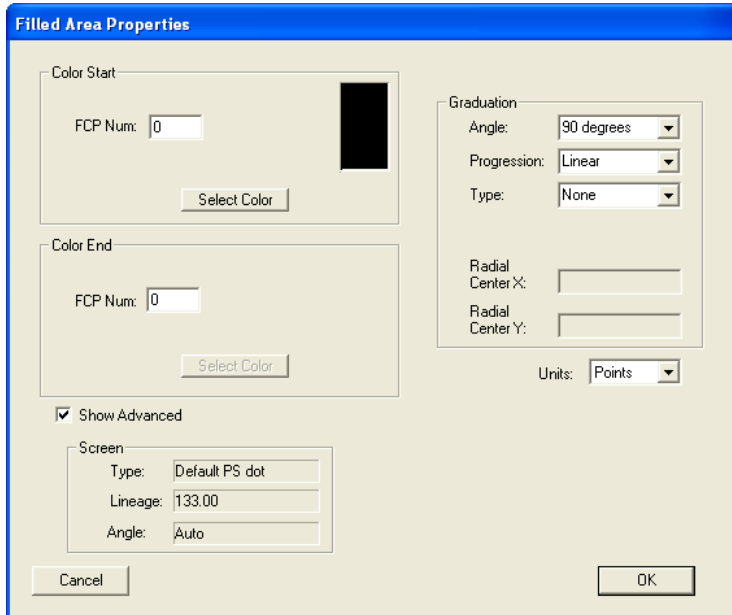 Filled Area Properties
Color Start
FCP Num: 0
Select Color
Color End
FCP Num: 0
Select Color
Show Advanced
Screen
Type: Default PS dot
Lineage: 133.00
Angle: Auto
Cancel
Graduation
Angle: 90 degrees
Progression: Linear
Type: None
Radial
Center X:
Radial
Center Y:
Units: Points
OK